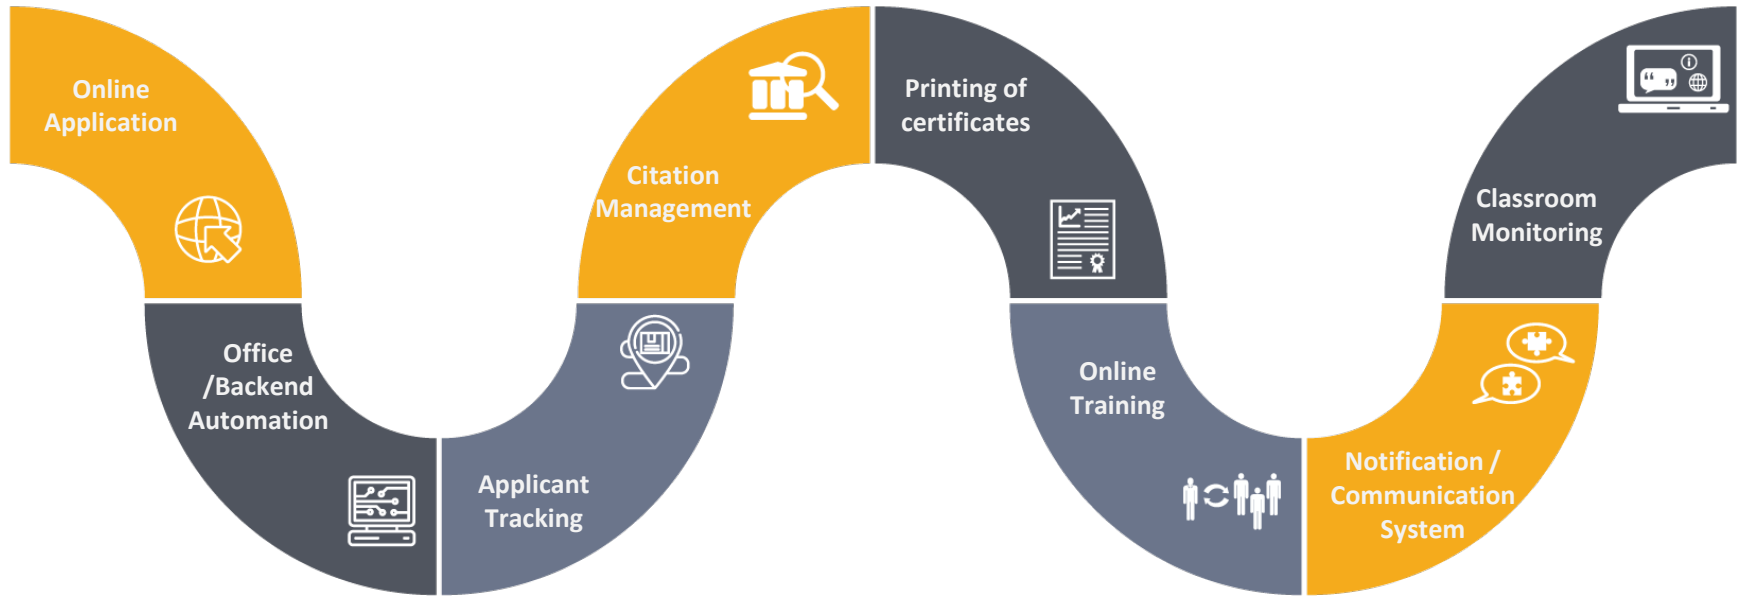 Online
Application
Office
/Backend
Automation
Applicant
Tracking
Citation
Management
Printing of
certificates
Online
Training
Notification /
Communication
System
Classroom
Monitoring